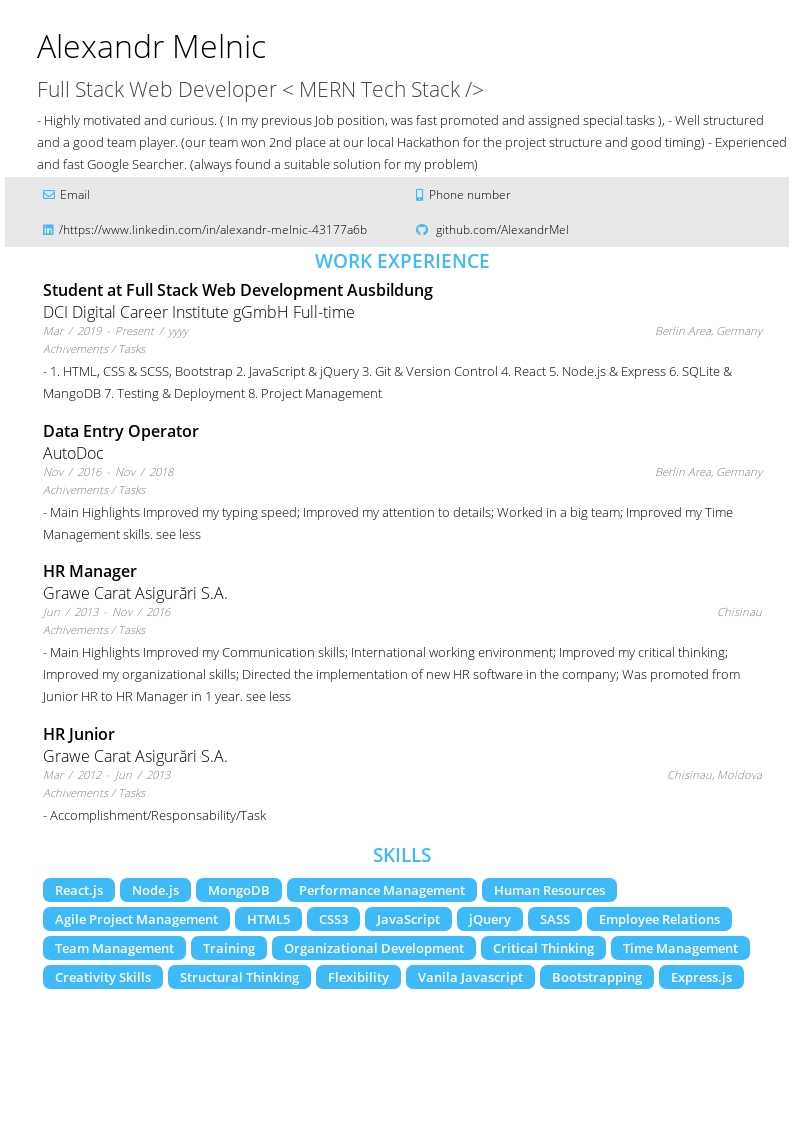 Alexandr Melnic
Full Stack Web Developer < MERN Tech Stack />
- Highly motivated and curious. ( In my previous Job position, was fast promoted and assigned special tasks ), - Well structured
and a good team player. (our team won 2nd place at our local Hackathon for the project structure and good timing) - Experienced
and fast Google Searcher. (always found a suitable solution for my problem)
Email
Phone number
/https://www.linkedin.com/in/alexandr-melnic-43177a6b
github.com/AlexandrMel
WORK EXPERIENCE
Student at Full Stack Web Development Ausbildung
DCI Digital Career Institute gGmbH Full-time
Mar / 2019 - Present / yyyy
Berlin Area, Germany
Achivements / Tasks
- 1. HTML, CSS & SCSS, Bootstrap 2. JavaScript & jQuery 3. Git & Version Control 4. React 5. Node.js & Express 6. SQLite &
MangoDB 7. Testing & Deployment 8. Project Management
Data Entry Operator
AutoDoc
Nov / 2016 - Nov / 2018
Berlin Area, Germany
Achivements / Tasks
- Main Highlights Improved my typing speed; Improved my attention to details; Worked in a big team; Improved my Time
Management skills. see less
HR Manager
Grawe Carat Asigurări S.A.
Jun / 2013 - Nov / 2016
Chisinau
Achivements / Tasks
- Main Highlights Improved my Communication skills; International working environment; Improved my critical thinking;
Improved my organizational skills; Directed the implementation of new HR software in the company; Was promoted from
Junior HR to HR Manager in 1 year. see less
HR Junior
Grawe Carat Asigurări S.A.
Mar / 2012 - Jun / 2013
Chisinau, Moldova
Achivements / Tasks
- Accomplishment/Responsability/Task
SKILLS
React.js Node.js MongoDB Performance Management Human Resources
Agile Project Management HTML5 CSS3 JavaScript jQuery SASS Employee Relations
Team Management Training Organizational Development Critical Thinking Time Management
Creativity Skills Structural Thinking Flexibility Vanila Javascript Bootstrapping Express.js